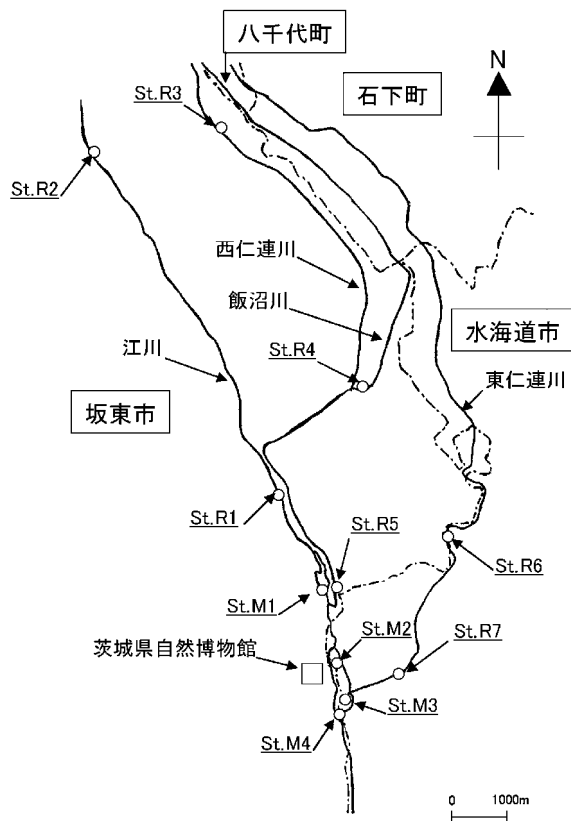 八千代町
N
石下町
St.R3
St.R2
西仁連川
飯沼川
水海道市
江川
St.R4
東仁連川
坂東市
St.R1
St.R5
St.R6
St.M1
St.M2
茨城県自然博物館
St.R7
St.M3
St.M4
0 1000m